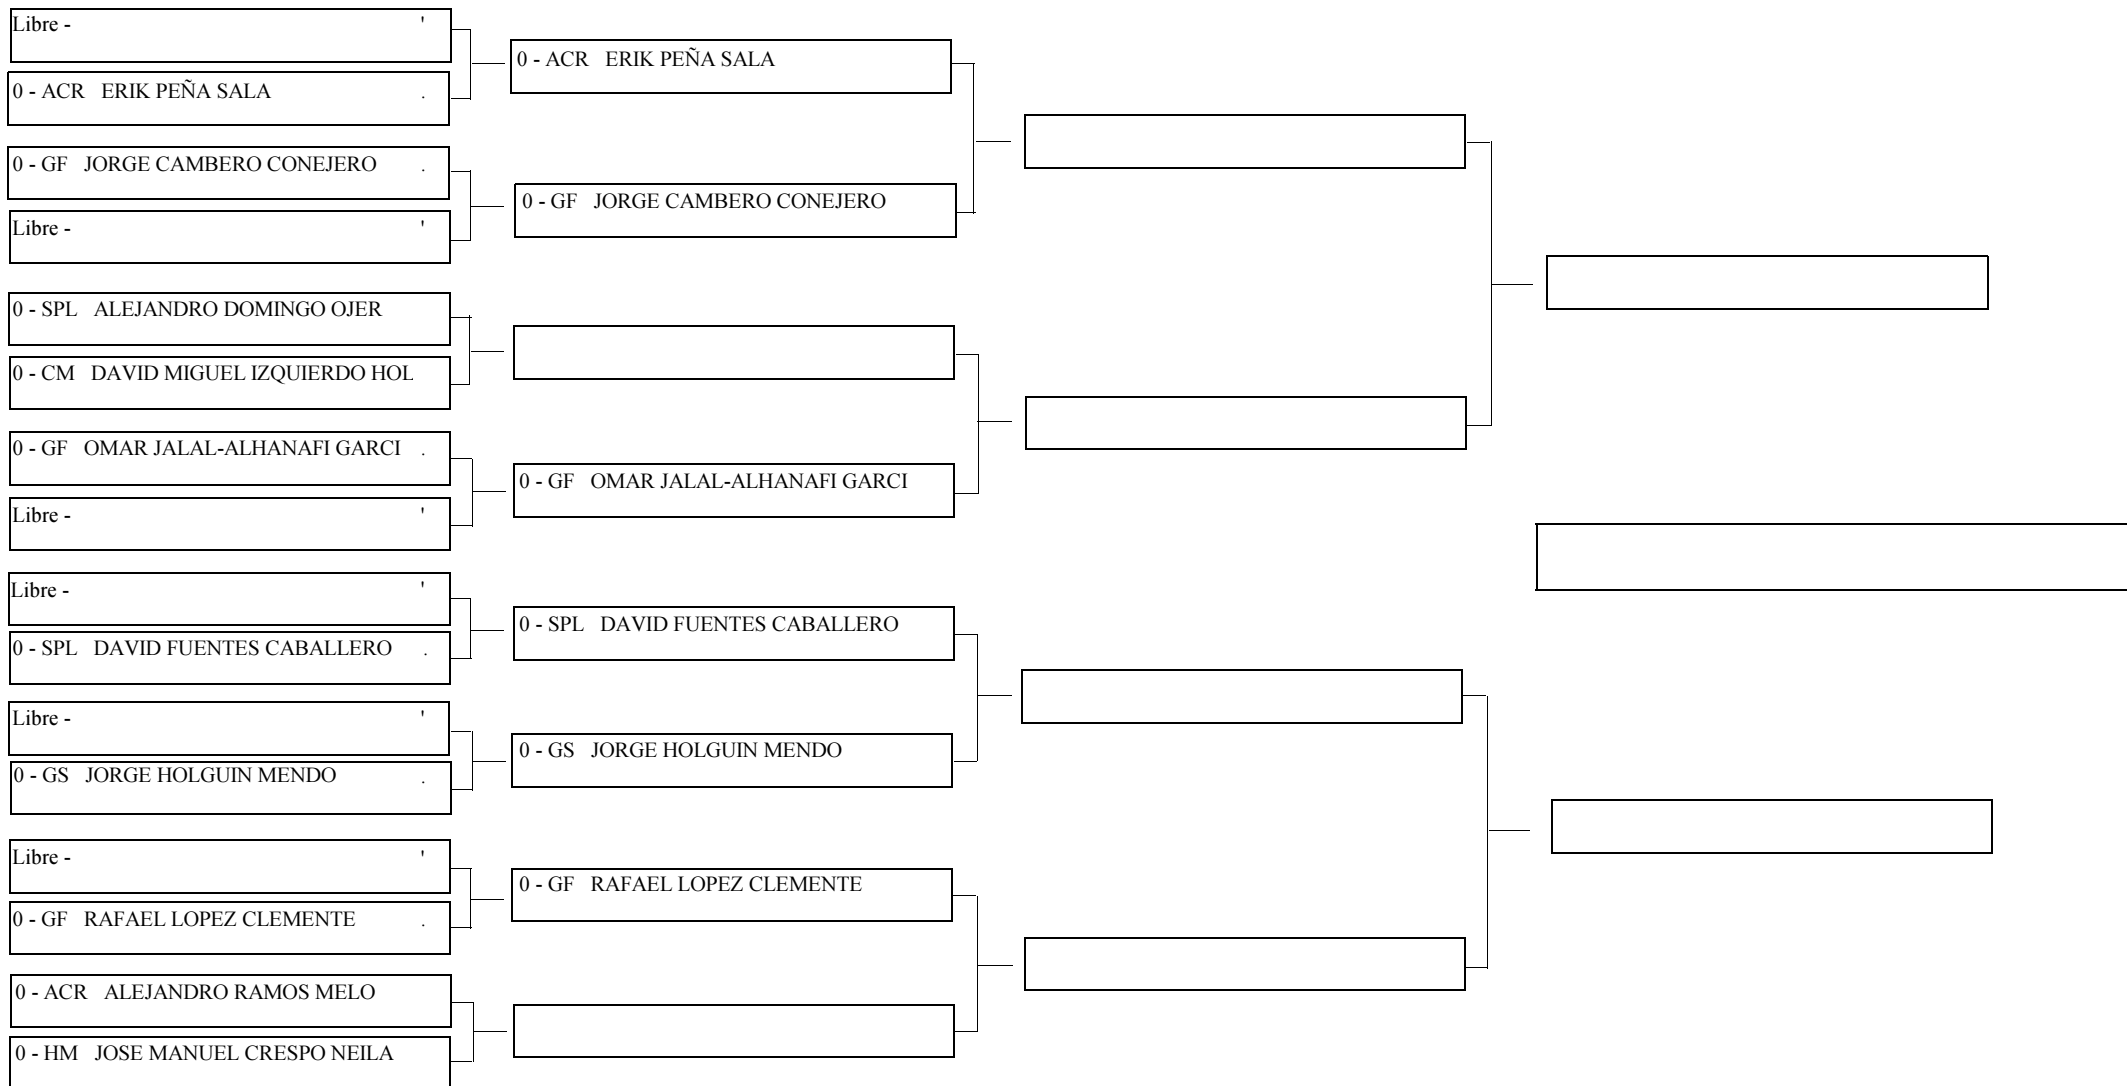 Libre - '
0 - ACR ERIK PEÑA SALA .
0 - GF JORGE CAMBERO CONEJERO .
Libre - '
0 - SPL ALEJANDRO DOMINGO OJER
0 - CM DAVID MIGUEL IZQUIERDO HOL
0 - GF OMAR JALAL-ALHANAFI GARCI .
Libre - '
Libre - '
0 - SPL DAVID FUENTES CABALLERO .
Libre - '
0 - GS JORGE HOLGUIN MENDO .
Libre - '
0 - GF RAFAEL LOPEZ CLEMENTE .
0 - ACR ALEJANDRO RAMOS MELO
0 - HM JOSE MANUEL CRESPO NEILA
0 - ACR ERIK PEÑA SALA
0 - GF JORGE CAMBERO CONEJERO
0 - GF OMAR JALAL-ALHANAFI GARCI
0 - SPL DAVID FUENTES CABALLERO
0 - GS JORGE HOLGUIN MENDO
0 - GF RAFAEL LOPEZ CLEMENTE